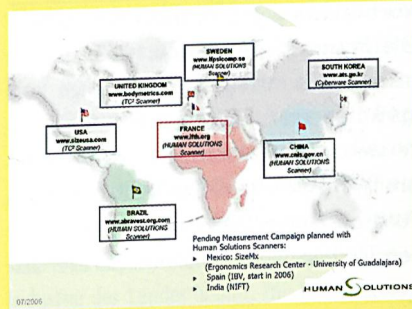 SWEDEN
www.tfpsicomp.se
(HUMAN SOLUTIONS
Scanner)
UNITED KINGDOM
www.bodymetrics.com
(TC² Scanner)
SOUTH KOREA
www.ats.go.kr
(Cyberware Scanner)
USA
www.sizeusa.com
(TC² Scanner)
FRANCE
www.ifth.org
(HUMAN SOLUTIONS
Scanner)
CHINA
www.cnis.gov.cn
(HUMAN SOLUTIONS
Scanner)
BRAZIL
www.abravest.org.com
(HUMAN SOLUTIONS
Scanner)
Pending Measurement Campaign planned with
Human Solutions Scanners:
Mexico: SizeMx
(Ergonomics Research Center - University of Guadalajara)
Spain (IBV, start in 2006)
India (NIFT)
HUMAN SOLUTIONS
07/2006